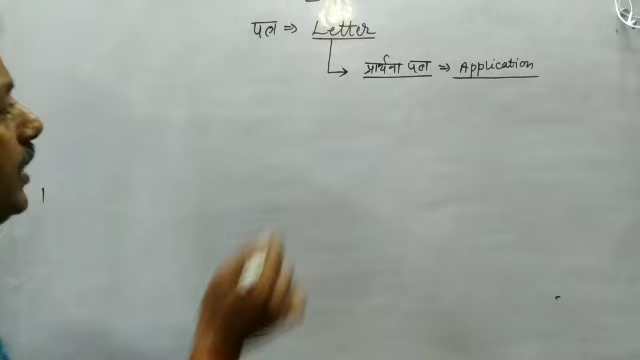 पत्र ⇒ Letter
प्रार्थना पत्र ⇒ Application